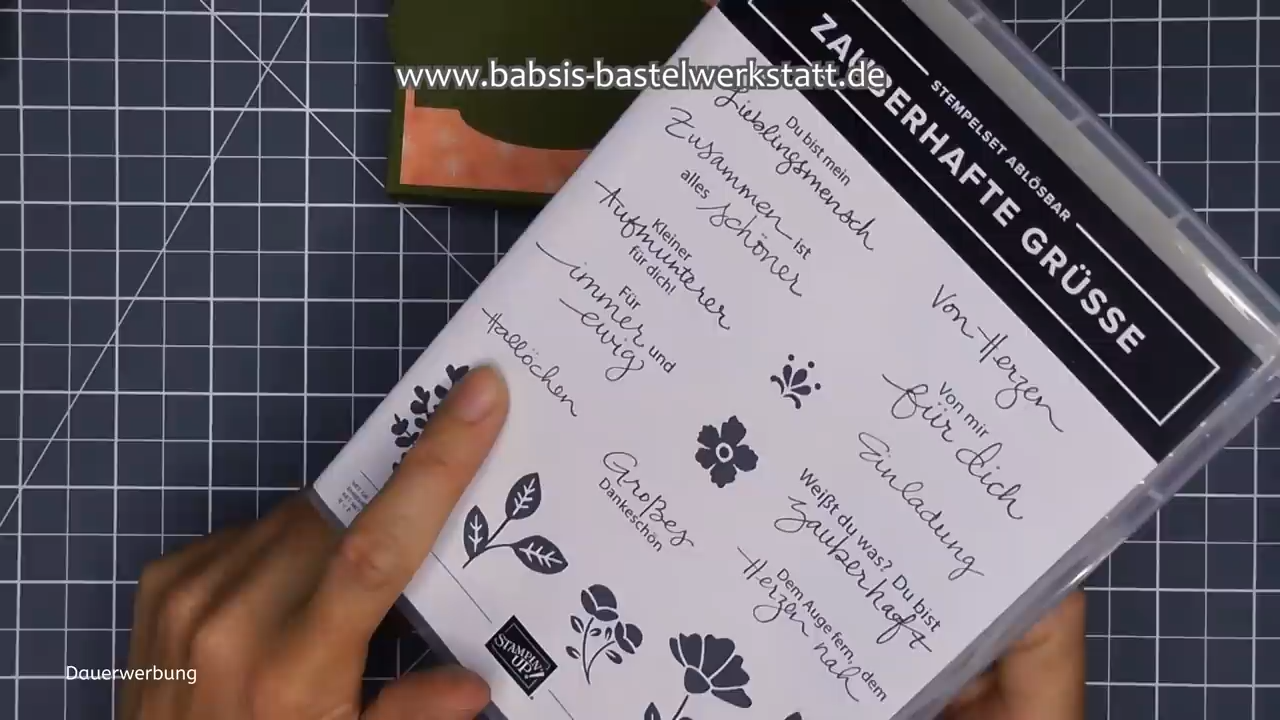 www.babsis-bastelwerkstatt.de
STEMPELSET ABLÖSBAR
ZAUBERHAFTE GRÜSSE
Du bist mein
Lieblingsmensch
Zusammen ist
alles schöner
Kleiner
Aufmunterer
für dich!
Für
immer und
ewig
Hallöchen
Von Herzen
Von mir
für dich
Einladung
Großes
Dankeschön
Weißt du was? Du bist
zauberhaft
Dem Auge fern, dem
Herzen nah
STAMPIN'
UP!
Dauerwerbung